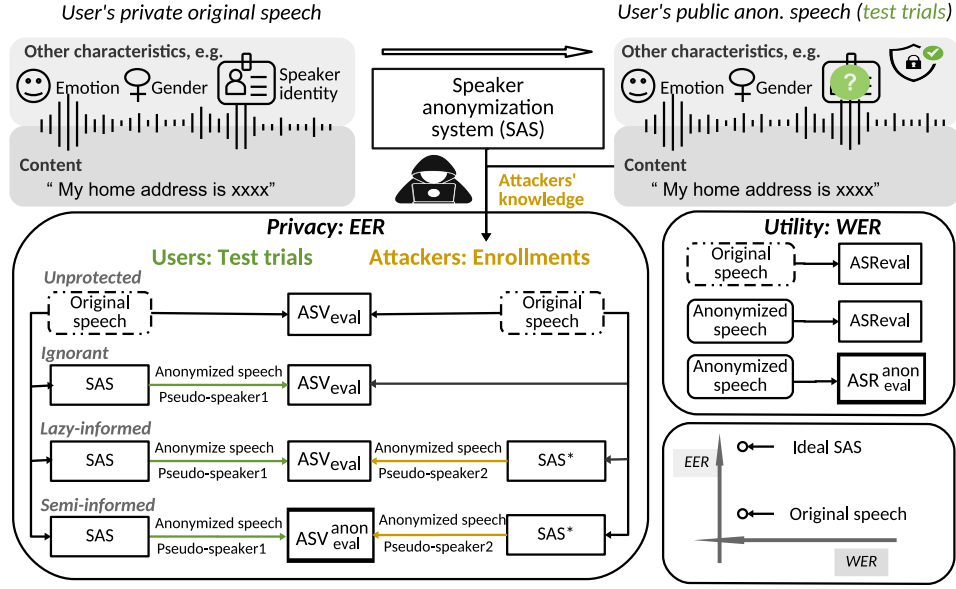 User's private original speech
User's public anon. speech (test trials)
Other characteristics, e.g.
Emotion
Gender
Speaker
identity
Content
“ My home address is xxxx”
Speaker
anonymization
system (SAS)
Attackers'
knowledge
Other characteristics, e.g.
Emotion
Gender
?
Content
“ My home address is xxxx”
Privacy: EER
Users: Test trials
Attackers: Enrollments
Unprotected
Original
speech
ASVeval
Original
speech
Ignorant
SAS
Anonymized speech
Pseudo-speaker1
ASVeval
Lazy-informed
SAS
Anonymize speech
Pseudo-speaker1
ASVeval
Anonymized speech
Pseudo-speaker2
SAS*
Semi-informed
SAS
Anonymized speech
Pseudo-speaker1
ASV anon
eval
Anonymized speech
Pseudo-speaker2
SAS*
Utility: WER
Original
speech
ASReval
Anonymized
speech
ASReval
Anonymized
speech
ASR anon
eval
EER
Ideal SAS
Original speech
WER